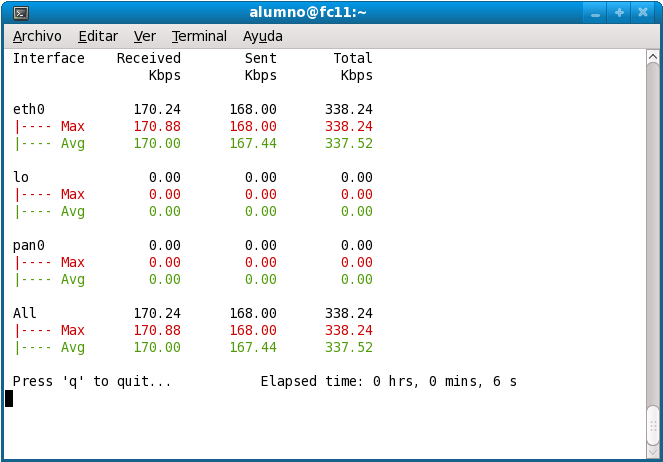 alumno@fc11:~
Archivo Editar Ver Terminal Ayuda
Interface Received Sent Total
Kbps Kbps Kbps
eth0 170.24 168.00 338.24
|---- Max 170.88 168.00 338.24
|---- Avg 170.00 167.44 337.52
lo 0.00 0.00 0.00
|---- Max 0.00 0.00 0.00
|---- Avg 0.00 0.00 0.00
pan0 0.00 0.00 0.00
|---- Max 0.00 0.00 0.00
|---- Avg 0.00 0.00 0.00
All 170.24 168.00 338.24
|---- Max 170.88 168.00 338.24
|---- Avg 170.00 167.44 337.52
Press 'q' to quit... Elapsed time: 0 hrs, 0 mins, 6 s